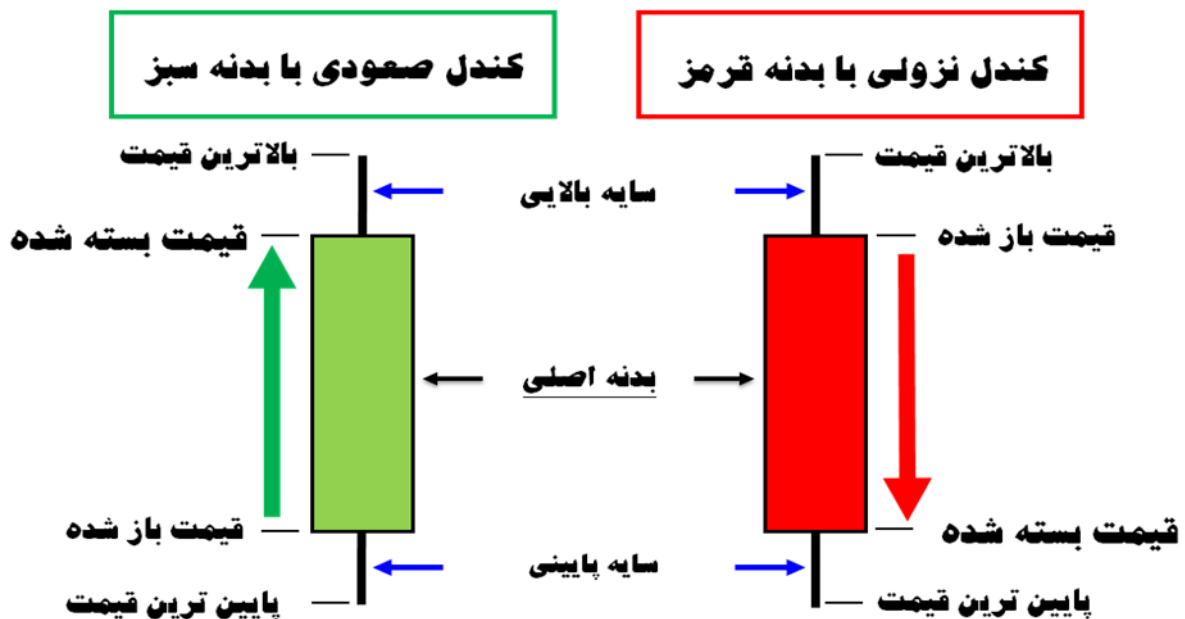 کندل نزولی با بدنه قرمز
کندل صعودی با بدنه سبز
بالاترین قیمت
بالاترین قیمت
سایه بالایی
قیمت باز شده
قیمت بسته شده
بدنه اصلی
قیمت بسته شده
قیمت باز شده
سایه پایینی
پایین ترین قیمت
پایین ترین قیمت